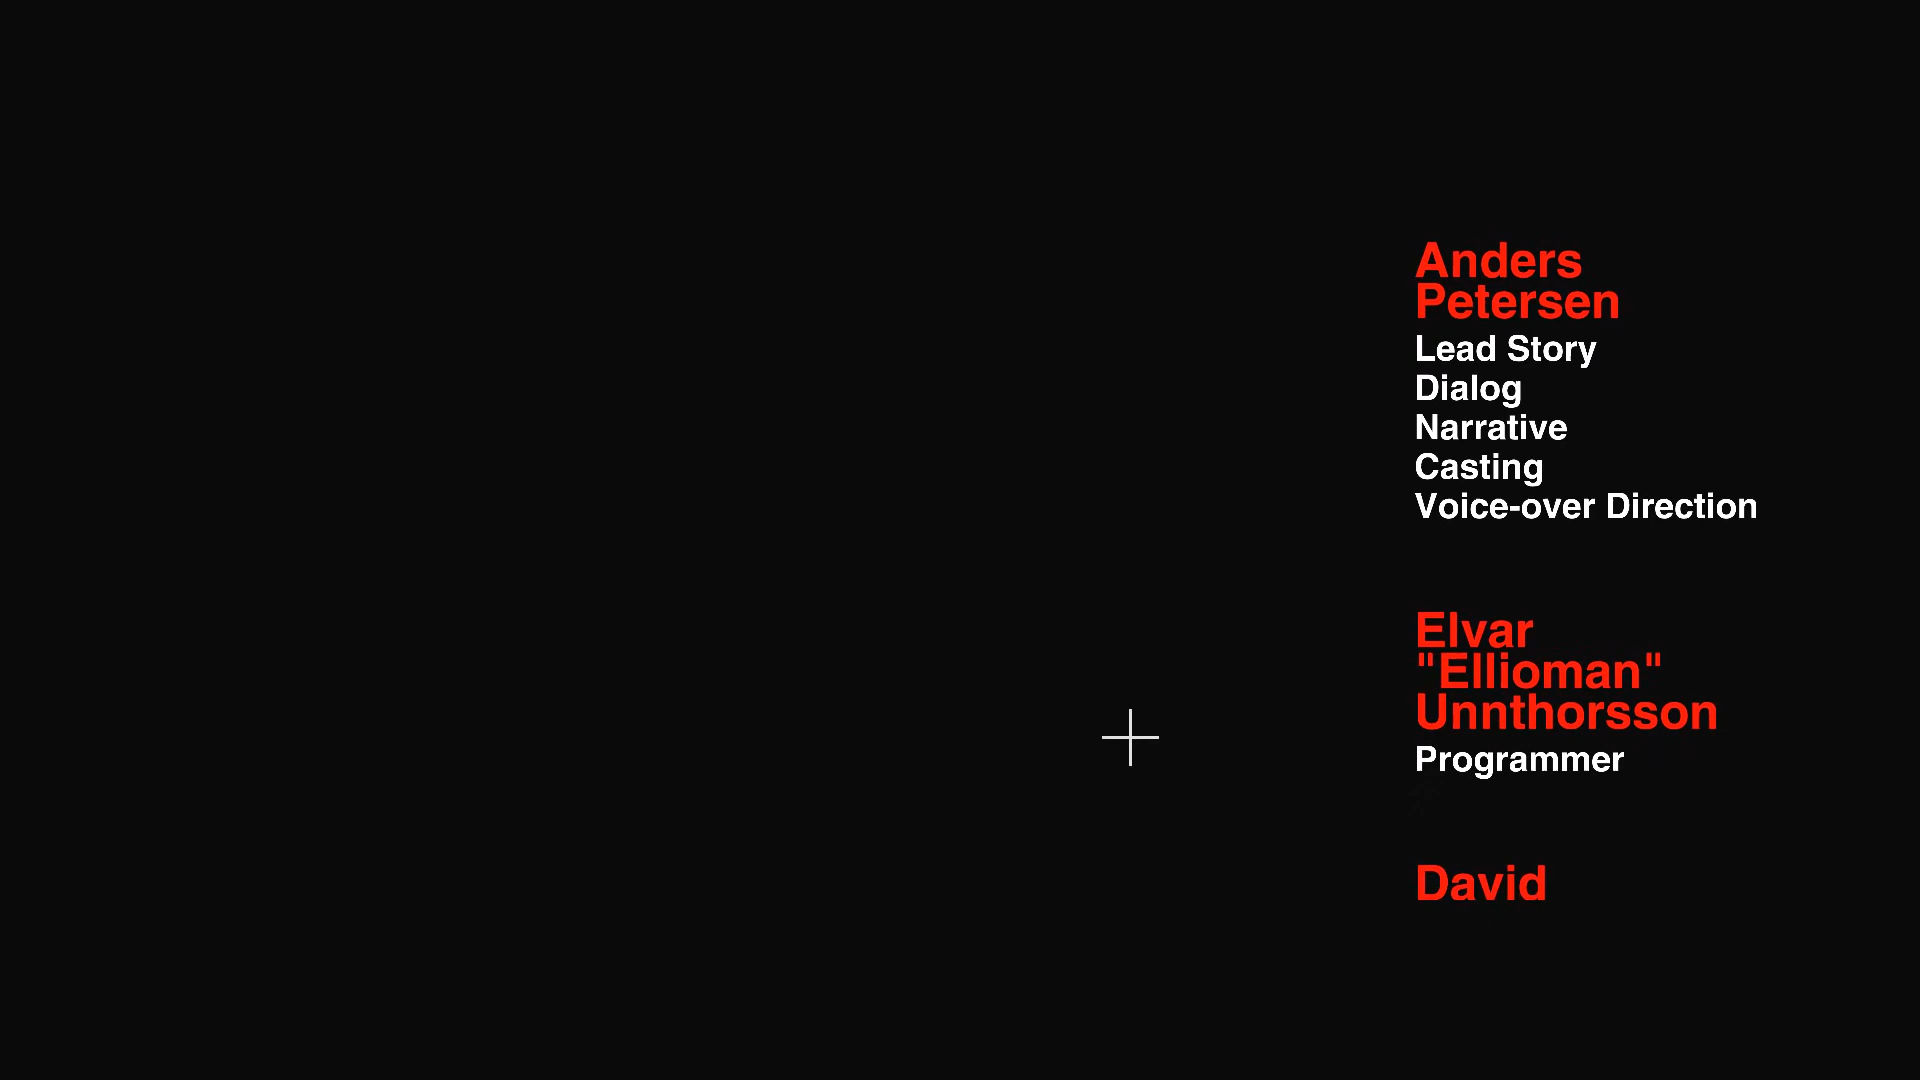 Anders
Petersen
Lead Story
Dialog
Narrative
Casting
Voice-over Direction
Elvar
"Ellioman"
Unnthorsson
Programmer
David